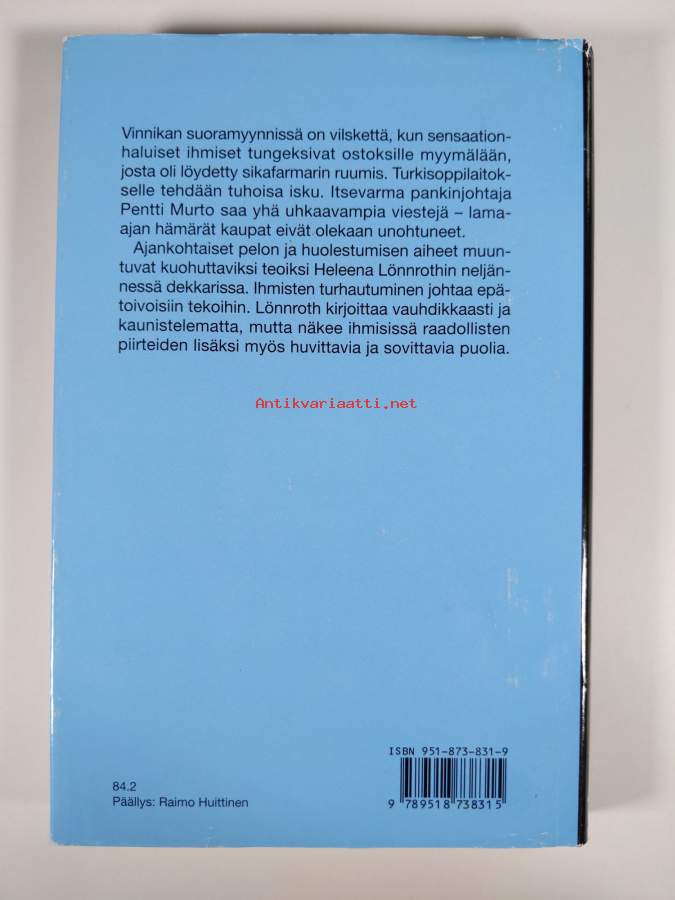 Vinnikan suoramyynnissä on vilskettä, kun sensaation-
haluiset ihmiset tungeksivat ostoksille myymälään,
josta oli löydetty sikafarmarin ruumis. Turkisoppilaitok-
selle tehdään tuhoisa isku. Itsevarma pankinjohtaja
Pentti Murto saa yhä uhkaavampia viestejä – lama-
ajan hämärät kaupat eivät olekaan unohtuneet.
Ajankohtaiset pelon ja huolestumisen aiheet muun-
tuvat kuohuttaviksi teoiksi Heleena Lönnrothin neljän-
nessä dekkarissa. Ihmisten turhautuminen johtaa epä-
toivoisiin tekoihin. Lönnroth kirjoittaa vauhdikkaasti ja
kaunistelematta, mutta näkee ihmisissä raadollisten
piirteiden lisäksi myös huvittavia ja sovittavia puolia.
Antikvariaatti.net
ISBN 951-873-831-9
9 789518 738315
84.2
Päällys: Raimo Huittinen